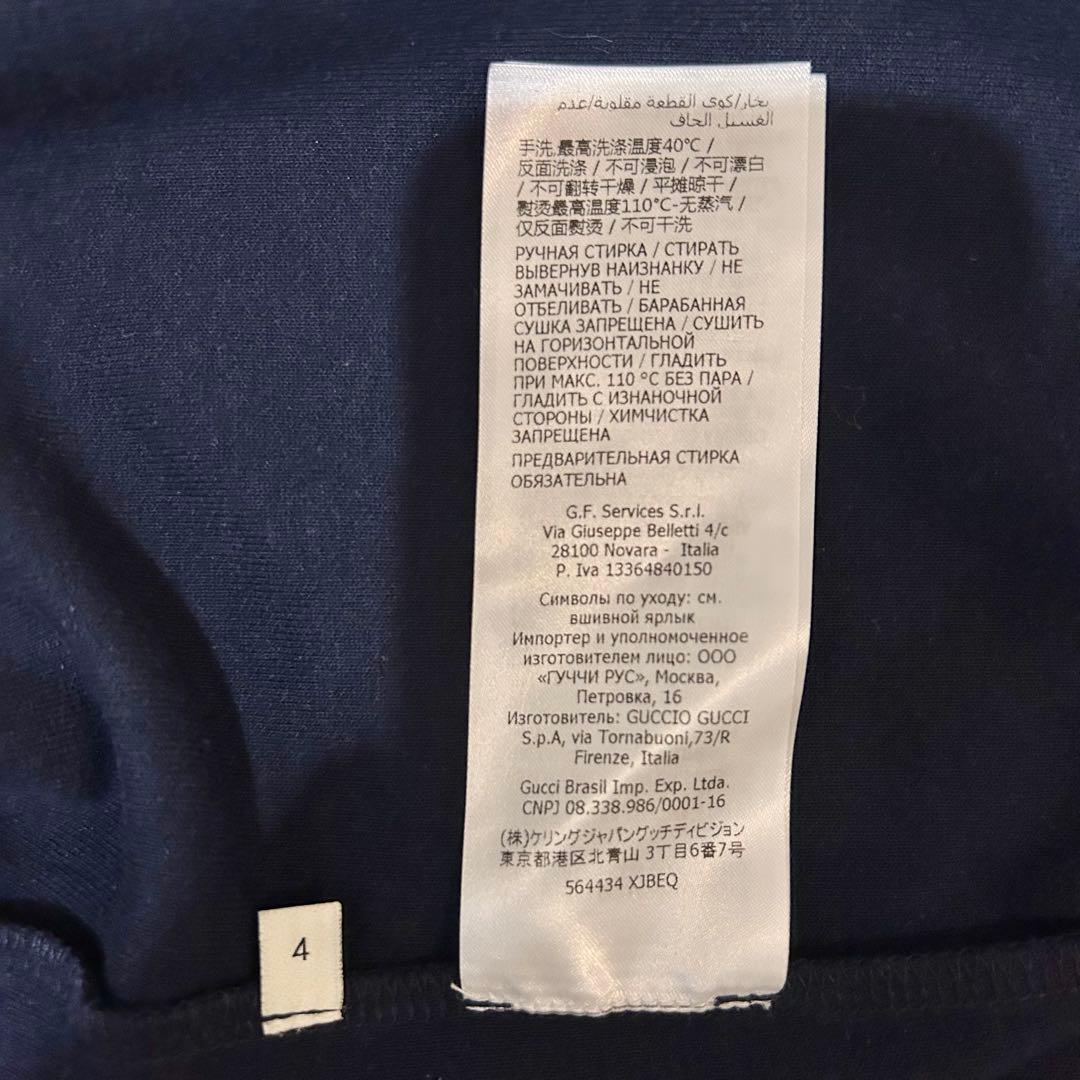 بخار/كوي القطعة مقلوبة/عدم
الغسيل الجاف
手洗,最高洗涤温度40°C /
反面洗涤 / 不可浸泡 / 不可漂白
/ 不可翻转干燥 / 平摊晾干 /
熨烫最高温度110°C-无蒸汽 /
仅反面熨烫 / 不可干洗
РУЧНАЯ СТИРКА / СТИРАТЬ
ВЫВЕРНУВ НАИЗНАНКУ / НЕ
ЗАМАЧИВАТЬ / НЕ
ОТБЕЛИВАТЬ / БАРАБАННАЯ
СУШКА ЗАПРЕЩЕНА / СУШИТЬ
НА ГОРИЗОНТАЛЬНОЙ
ПОВЕРХНОСТИ / ГЛАДИТЬ
ПРИ МАКС. 110 °C БЕЗ ПАРА /
ГЛАДИТЬ С ИЗНАНОЧНОЙ
СТОРОНЫ / ХИМЧИСТКА
ЗАПРЕЩЕНА
ПРЕДВАРИТЕЛЬНАЯ СТИРКА
ОБЯЗАТЕЛЬНА
G.F. Services S.r.l.
Via Giuseppe Belletti 4/c
28100 Novara - Italia
P. Iva 13364840150
Символы по уходу: см.
вшивной ярлык
Импортер и уполномоченное
изготовителем лицо: ООО
«ГУЧЧИ РУС», Москва,
Петровка, 16
Изготовитель: GUCCIO GUCCI
S.p.A, via Tornabuoni,73/R
Firenze, Italia
Gucci Brasil Imp. Exp. Ltda.
CNPJ 08.338.986/0001-16
(株)ケリングジャパングッチディビジョン
東京都港区北青山 3丁目6番7号
564434 XJBEQ
4